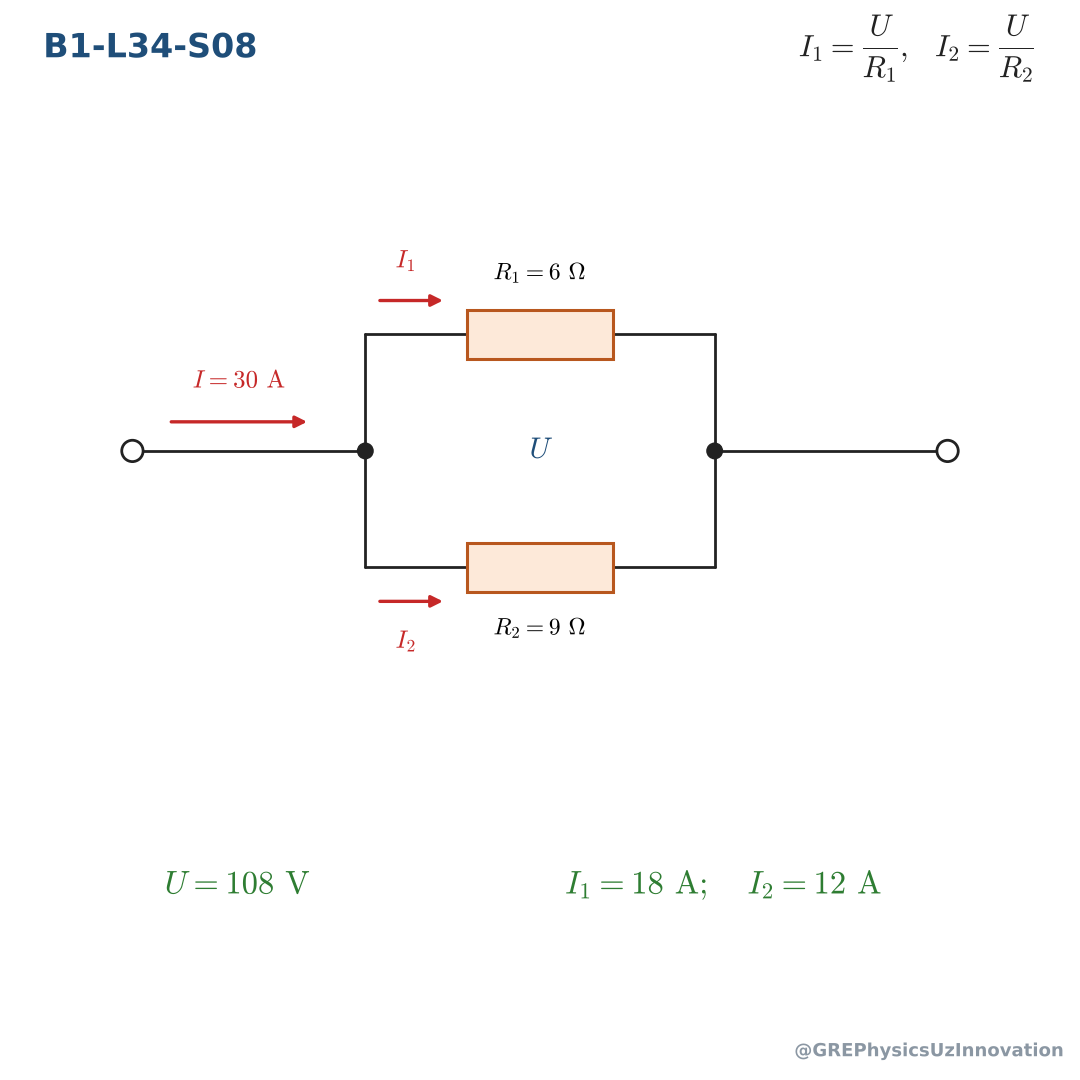 B1-L34-S08
I₁ = U/R₁, I₂ = U/R₂
I₁
R₁ = 6 Ω
I = 30 A
U
R₂ = 9 Ω
I₂
U = 108 V
I₁ = 18 A; I₂ = 12 A
@GREPhysicsUzInnovation